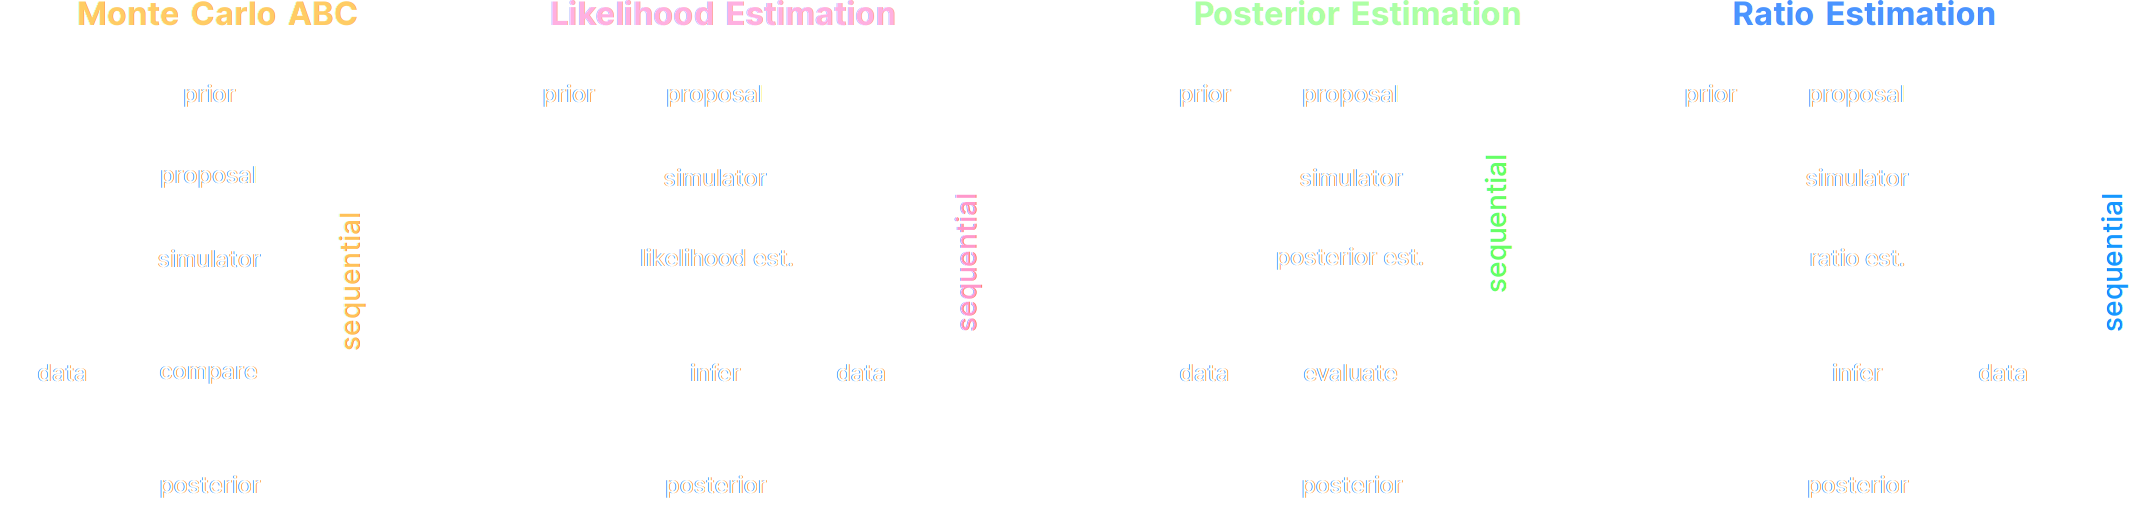 Monte Carlo ABC
prior
proposal
simulator
sequential
data compare
posterior
Likelihood Estimation
prior proposal
simulator
likelihood est.
sequential
infer data
posterior
Posterior Estimation
prior proposal
simulator
sequential
posterior est.
data evaluate
posterior
Ratio Estimation
prior proposal
simulator
ratio est.
sequential
infer data
posterior